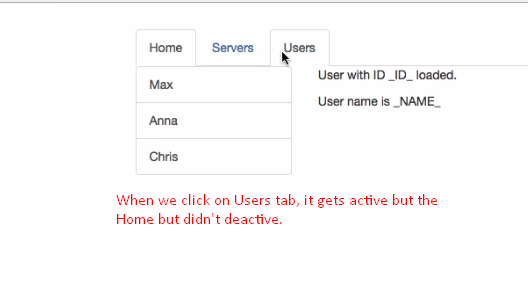 Home Servers Users
Max
User with ID _ID_ loaded.
User name is _NAME_
Anna
Chris
When we click on Users tab, it gets active but the
Home but didn't deactive.